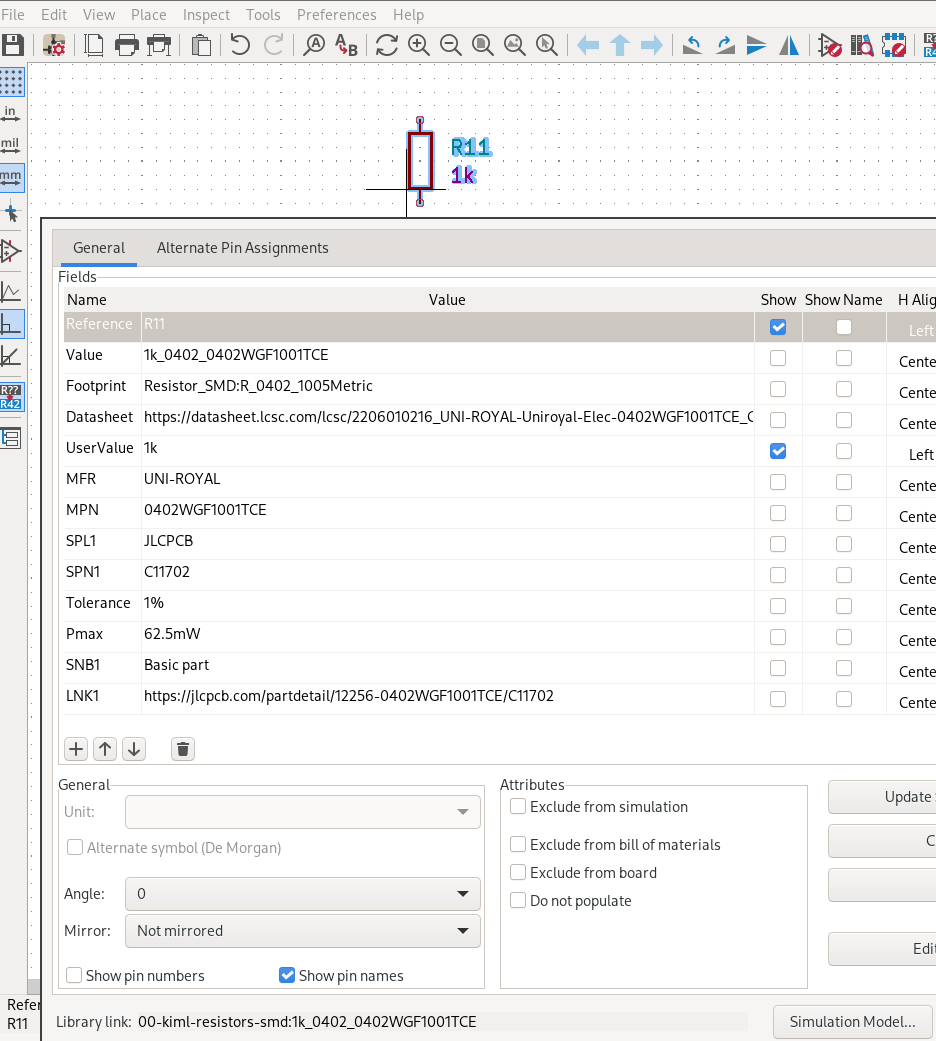 File Edit View Place Inspect Tools Preferences Help
in
mil
mm
R??
R42
R11
1k
General Alternate Pin Assignments
Fields
Name Value Show Show Name H Alig
Reference R11 Left
Value 1k_0402_0402WGF1001TCE Cente
Footprint Resistor_SMD:R_0402_1005Metric Cente
Datasheet https://datasheet.lcsc.com/lcsc/2206010216_UNI-ROYAL-Uniroyal-Elec-0402WGF1001TCE_C Cente
UserValue 1k Left
MFR UNI-ROYAL Cente
MPN 0402WGF1001TCE Cente
SPL1 JLCPCB Cente
SPN1 C11702 Cente
Tolerance 1% Cente
Pmax 62.5mW Cente
SNB1 Basic part Cente
LNK1 https://jlcpcb.com/partdetail/12256-0402WGF1001TCE/C11702 Cente
General
Unit:
Alternate symbol (De Morgan)
Angle: 0
Mirror: Not mirrored
Show pin numbers Show pin names
Attributes
Exclude from simulation
Exclude from bill of materials
Exclude from board
Do not populate
Update
C
Edit
Refer
R11
Library link: 00-kiml-resistors-smd:1k_0402_0402WGF1001TCE
Simulation Model...